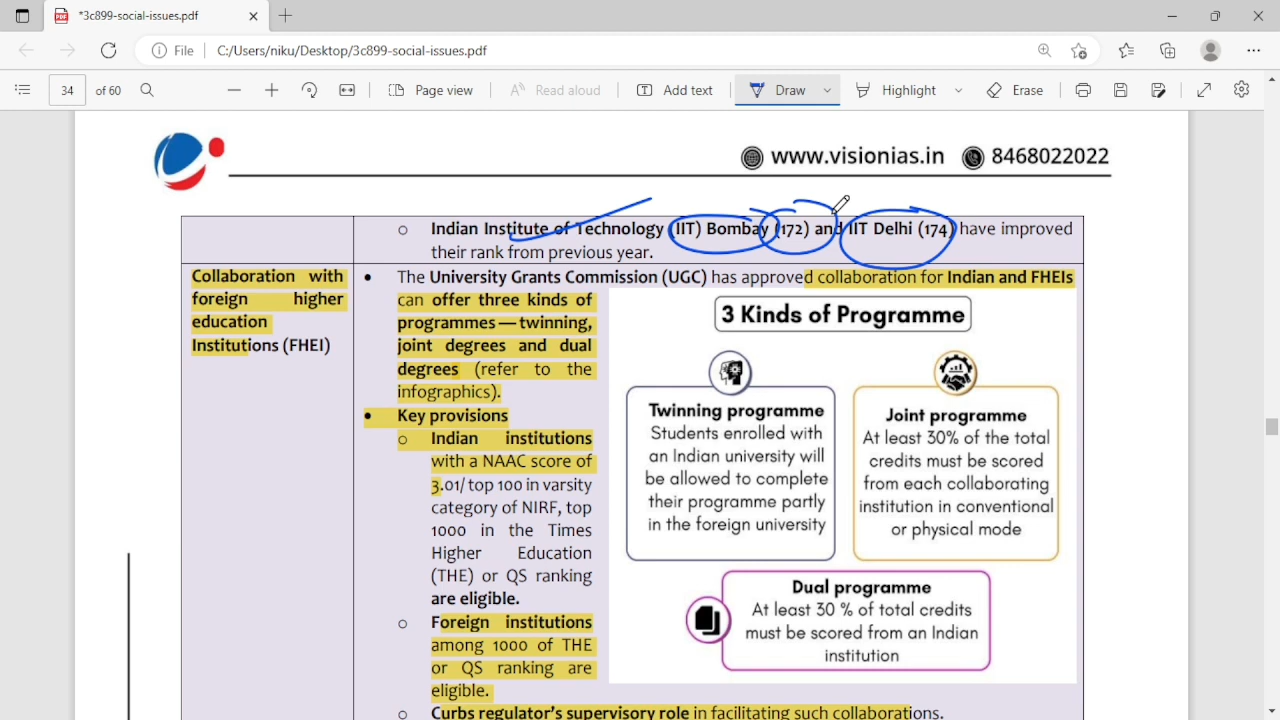 *3c899-social-issues.pdf
File
C:/Users/niku/Desktop/3c899-social-issues.pdf
34 of 60
Page view
Read aloud
Add text
Draw
Highlight
Erase
www.visionias.in 8468022022
○ Indian Institute of Technology (IIT) Bombay (172) and IIT Delhi (174) have improved
their rank from previous year.
Collaboration with
foreign higher
education
Institutions (FHEI)
• The University Grants Commission (UGC) has approved collaboration for Indian and FHEIs
can offer three kinds of
programmes—twinning,
joint degrees and dual
degrees (refer to the
infographics).
• Key provisions
○ Indian institutions
with a NAAC score of
3.01/ top 100 in varsity
category of NIRF, top
1000 in the Times
Higher Education
(THE) or QS ranking
are eligible.
○ Foreign institutions
among 1000 of THE
or QS ranking are
eligible.
○ Curbs regulator's supervisory role in facilitating such collaborations.
3 Kinds of Programme
Twinning programme
Students enrolled with
an Indian university will
be allowed to complete
their programme partly
in the foreign university
Joint programme
At least 30% of the total
credits must be scored
from each collaborating
institution in conventional
or physical mode
Dual programme
At least 30 % of total credits
must be scored from an Indian
institution